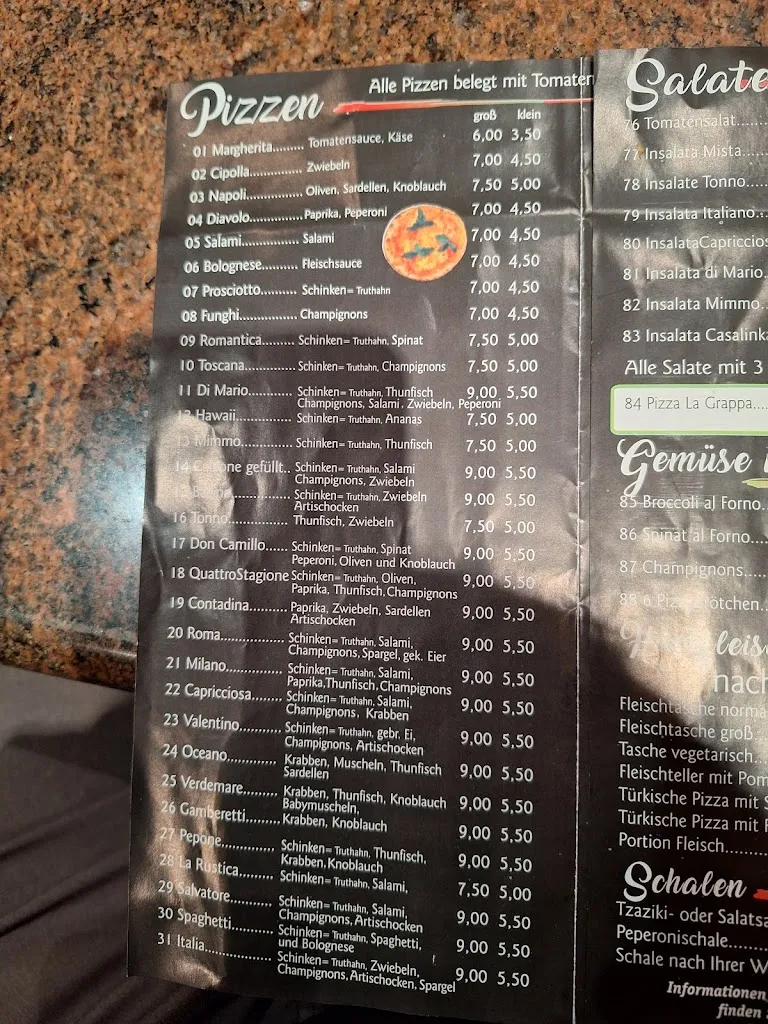 Pizzen
Alle Pizzen belegt mit Tomaten
groß klein
01 Margherita........ Tomatensauce, Käse 6,00 3,50
02 Cipolla.............. Zwiebeln 7,00 4,50
03 Napoli.............. Oliven, Sardellen, Knoblauch 7,50 5,00
04 Diavolo............. Paprika, Peperoni 7,00 4,50
05 Salami.............. Salami 7,00 4,50
06 Bolognese......... Fleischsauce 7,00 4,50
07 Prosciotto......... Schinken= Truthahn 7,00 4,50
08 Funghi.............. Champignons 7,00 4,50
09 Romantica........ Schinken= Truthahn, Spinat 7,50 5,00
10 Toscana............. Schinken= Truthahn, Champignons 7,50 5,00
11 Di Mario............ Schinken= Truthahn, Thunfisch 9,00 5,50
Champignons, Salami, Zwiebeln, Peperoni
12 Hawaii............... Schinken= Truthahn, Ananas 7,50 5,00
13 Mimmo............. Schinken= Truthahn, Thunfisch 7,50 5,00
14 gefüllt.. Schinken= Truthahn, Salami 9,00 5,50
Champignons, Zwiebeln
Schinken= Truthahn, Zwiebeln 9,00 5,50
Artischocken
16 Tonno............... Thunfisch, Zwiebeln 7,50 5,00
17 Don Camillo...... Schinken= Truthahn, Spinat 9,00 5,50
Peperoni, Oliven und Knoblauch
18 QuattroStagione Schinken= Truthahn, Oliven, 9,00 5,50
Paprika, Thunfisch, Champignons
19 Contadina.......... Paprika, Zwiebeln, Sardellen 9,00 5,50
Artischocken
20 Roma................. Schinken= Truthahn, Salami, 9,00 5,50
Champignons, Spargel, gek. Eier
21 Milano............... Schinken= Truthahn, Salami, 9,00 5,50
Paprika,Thunfisch, Champignons
22 Capricciosa........ Schinken= Truthahn, Salami, 9,00 5,50
Champignons, Krabben
23 Valentino........... Schinken= Truthahn, gebr. Ei, 9,00 5,50
Champignons, Artischocken
24 Oceano.............. Krabben, Muscheln, Thunfisch 9,00 5,50
Sardellen
25 Verdemare......... Krabben, Thunfisch, Knoblauch 9,00 5,50
Babymuscheln,
26 Gamberetti........ Krabben, Knoblauch 9,00 5,50
27 Pepone.............. Schinken= Truthahn, Thunfisch, 9,00 5,50
Krabben, Knoblauch
28 La Rustica.......... Schinken= Truthahn, Salami, 7,50 5,00
29 Salvatore............ Schinken= Truthahn, Salami, 9,00 5,50
Champignons, Artischocken
30 Spaghetti........... Schinken= Truthahn, Spaghetti, 9,00 5,50
und Bolognese
31 Italia................... Schinken= Truthahn, Zwiebeln, 9,00 5,50
Champignons, Artischocken, Spargel
Salate
76 Tomatensalat......
77 Insalata Mista.....
78 Insalate Tonno....
79 Insalata Italiano...
80 InsalataCapriccios
81 Insalata di Mario.
82 Insalata Mimmo..
83 Insalata Casalink
Alle Salate mit 3
84 Pizza La Grappa....
Gemüse
85 Broccoli al Forno..
86 Spinat al Forno....
87 Champignons.....
nach
Fleischtasche norma
Fleischtasche groß..
Tasche vegetarisch...
Fleischteller mit Pom
Türkische Pizza mit S
Türkische Pizza mit F
Portion Fleisch.......
Schalen
Tzaziki- oder Salatsa
Peperonischale.......
Schale nach Ihrer W
Informationen,
finden